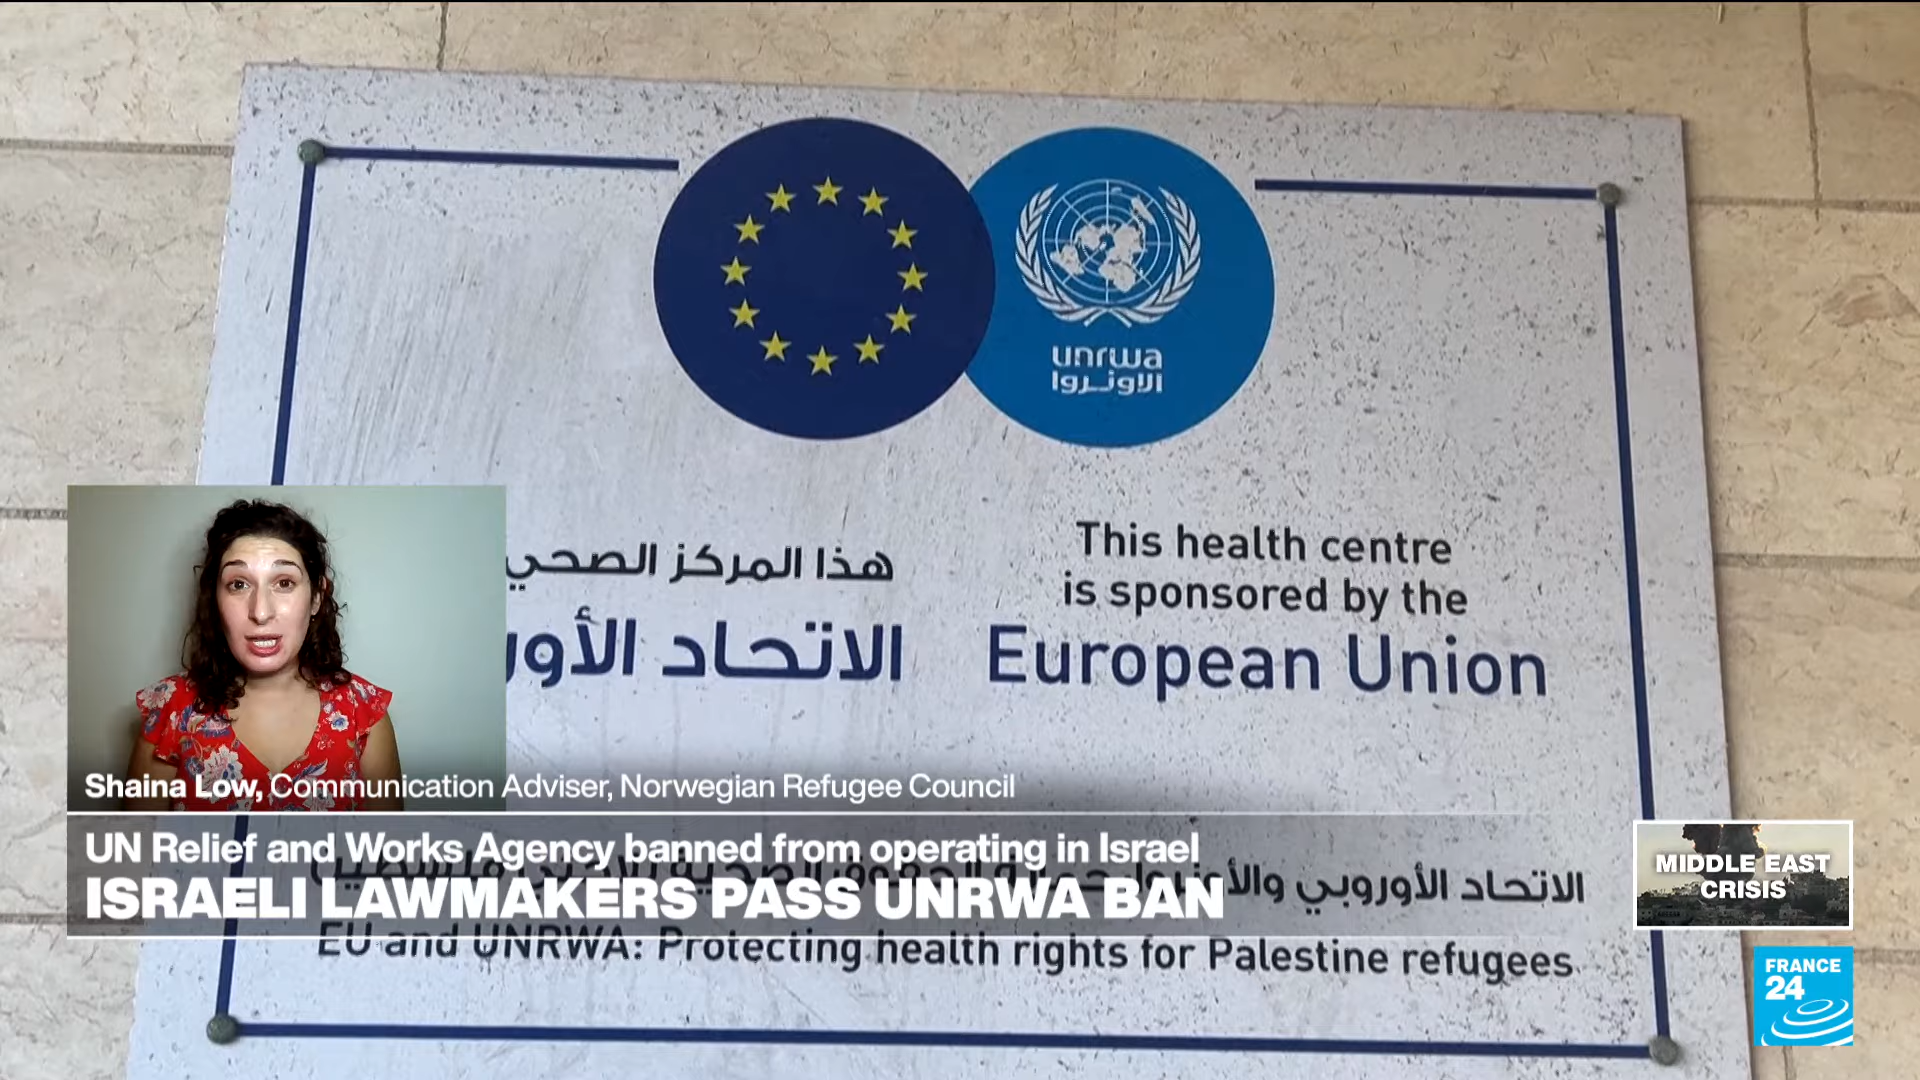 unrwa
الاونروا
هذا المركز الصحي
الاتحاد
This health centre
is sponsored by the
European Union
Shaina Low, Communication Adviser, Norwegian Refugee Council
UN Relief and Works Agency banned from operating in Israel
ISRAELI LAWMAKERS PASS UNRWA BAN
الاتحاد الأوروبي
EU and UNRWA: Protecting health rights for Palestine refugees
MIDDLE EAST
CRISIS
FRANCE
24